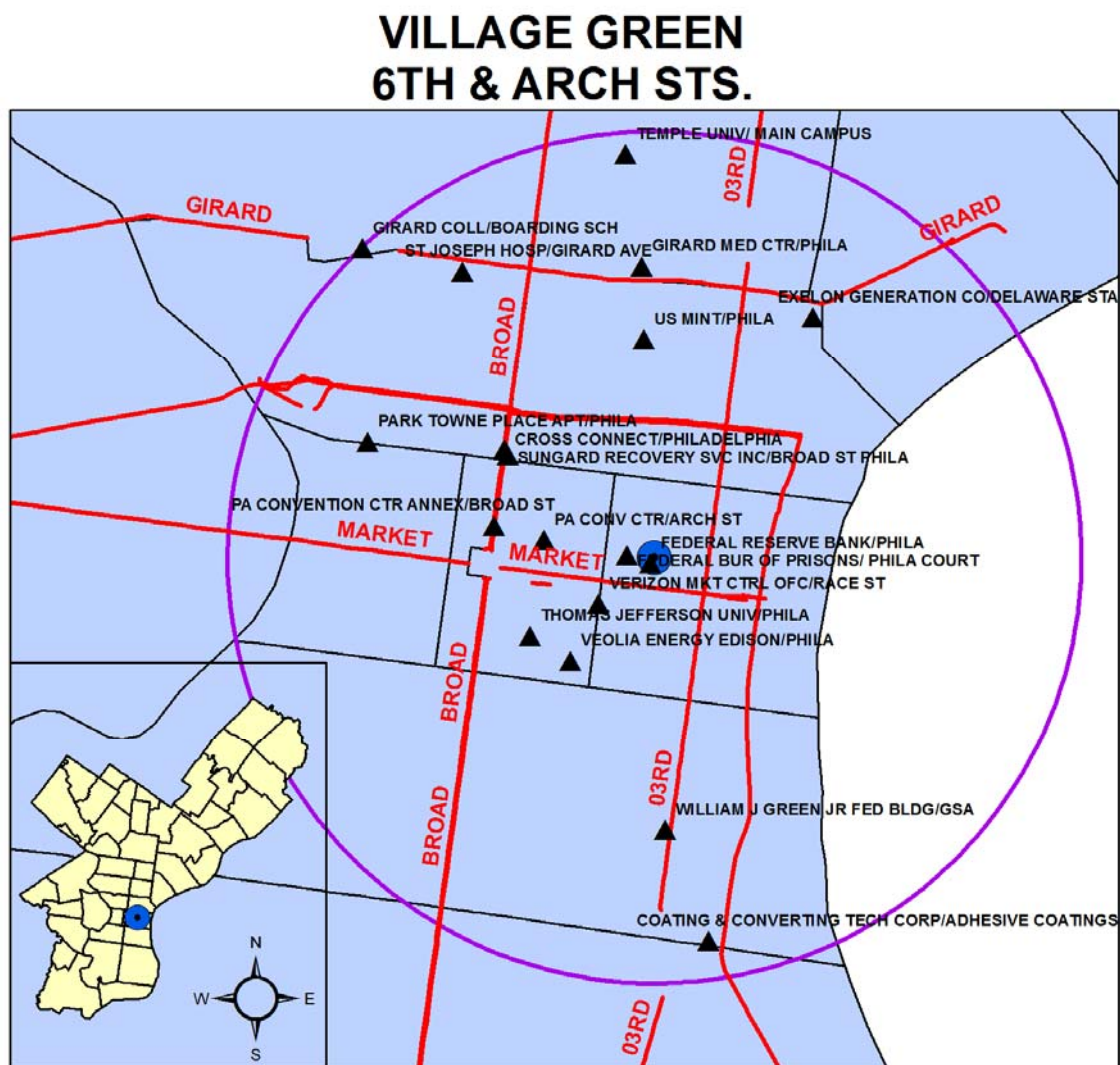 VILLAGE GREEN
6TH & ARCH STS.
TEMPLE UNIV/ MAIN CAMPUS
03RD
GIRARD
GIRARD
GIRARD COLL/BOARDING SCH
ST JOSEPH HOSP/GIRARD AVE
GIRARD MED CTR/PHILA
EXELON GENERATION CO/DELAWARE STA
BROAD
US MINT/PHILA
PARK TOWNE PLACE APT/PHILA
CROSS CONNECT/PHILADELPHIA
SUNGARD RECOVERY SVC INC/BROAD ST PHILA
PA CONVENTION CTR ANNEX/BROAD ST
PA CONV CTR/ARCH ST
MARKET
MARKET
FEDERAL RESERVE BANK/PHILA
FEDERAL BUR OF PRISONS/ PHILA COURT
VERIZON MKT CTRL OFC/RACE ST
THOMAS JEFFERSON UNIV/PHILA
VEOLIA ENERGY EDISON/PHILA
BROAD
03RD
WILLIAM J GREEN JR FED BLDG/GSA
BROAD
COATING & CONVERTING TECH CORP/ADHESIVE COATINGS
03RD
N
W
E
S